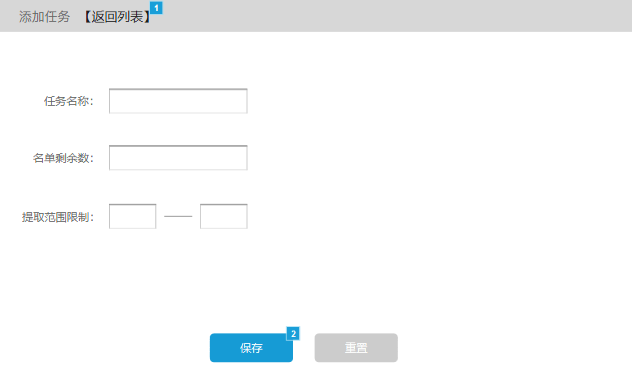 添加任务 【返回列表】 1
任务名称：
名单剩余数：
提取范围限制：
保存 2 重置